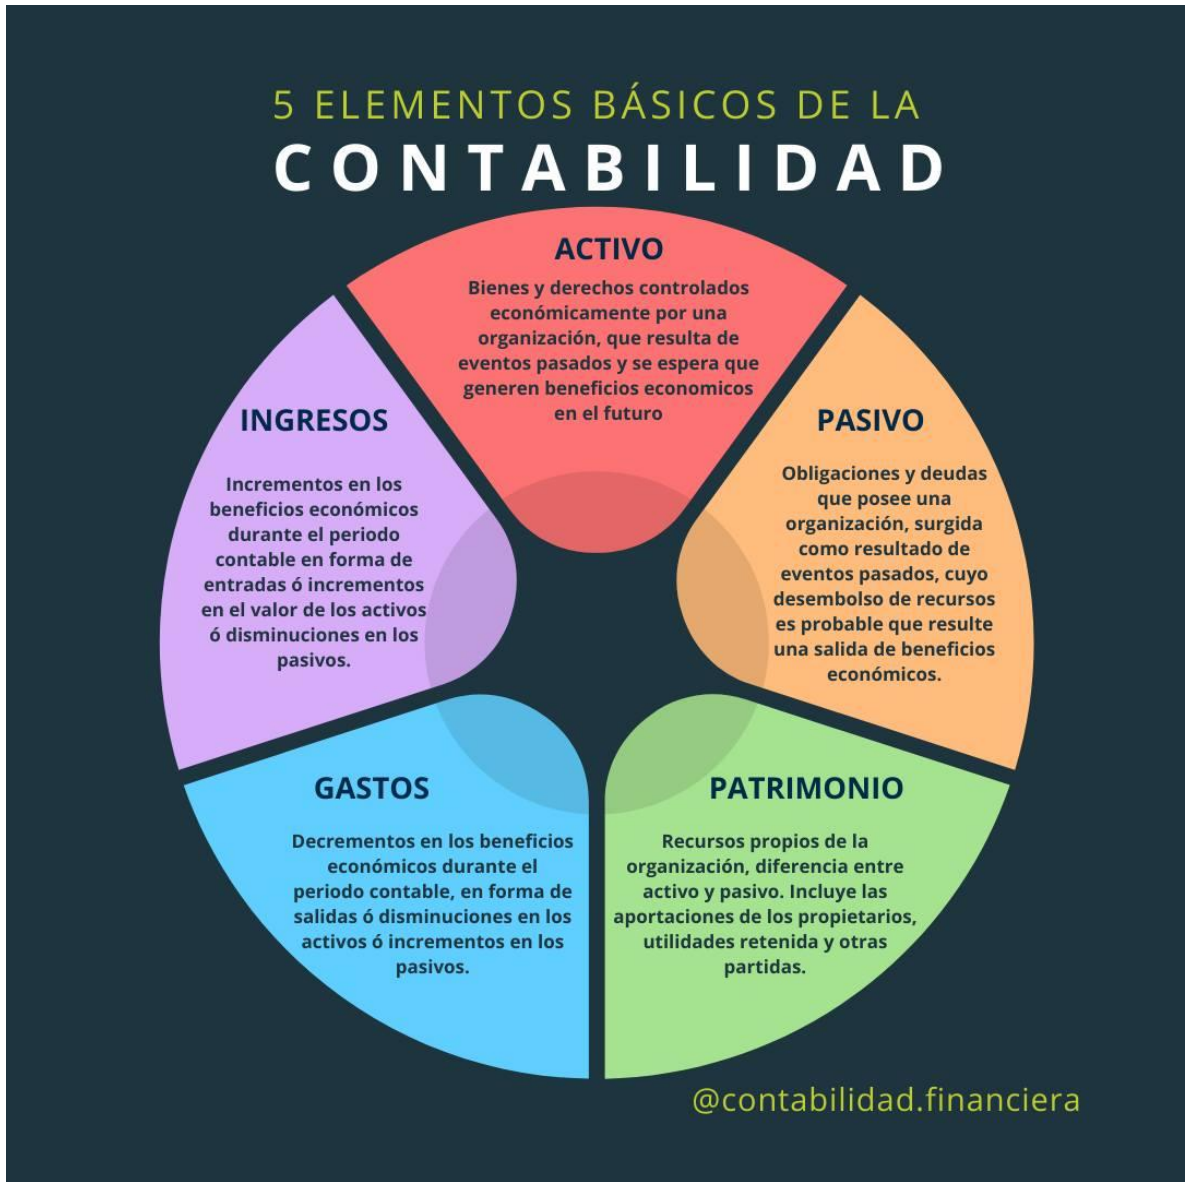 5 ELEMENTOS BÁSICOS DE LA
CONTABILIDAD
ACTIVO
Bienes y derechos controlados
económicamente por una
organización, que resulta de
eventos pasados y se espera que
generen beneficios economicos
en el futuro
PASIVO
Obligaciones y deudas
que posee una
organización, surgida
como resultado de
eventos pasados, cuyo
desembolso de recursos
es probable que resulte
una salida de beneficios
económicos.
PATRIMONIO
Recursos propios de la
organización, diferencia entre
activo y pasivo. Incluye las
aportaciones de los propietarios,
utilidades retenida y otras
partidas.
GASTOS
Decrementos en los beneficios
económicos durante el
periodo contable, en forma de
salidas ó disminuciones en los
activos ó incrementos en los
pasivos.
INGRESOS
Incrementos en los
beneficios económicos
durante el periodo
contable en forma de
entradas ó incrementos
en el valor de los activos
ó disminuciones en los
pasivos.
@contabilidad.financiera